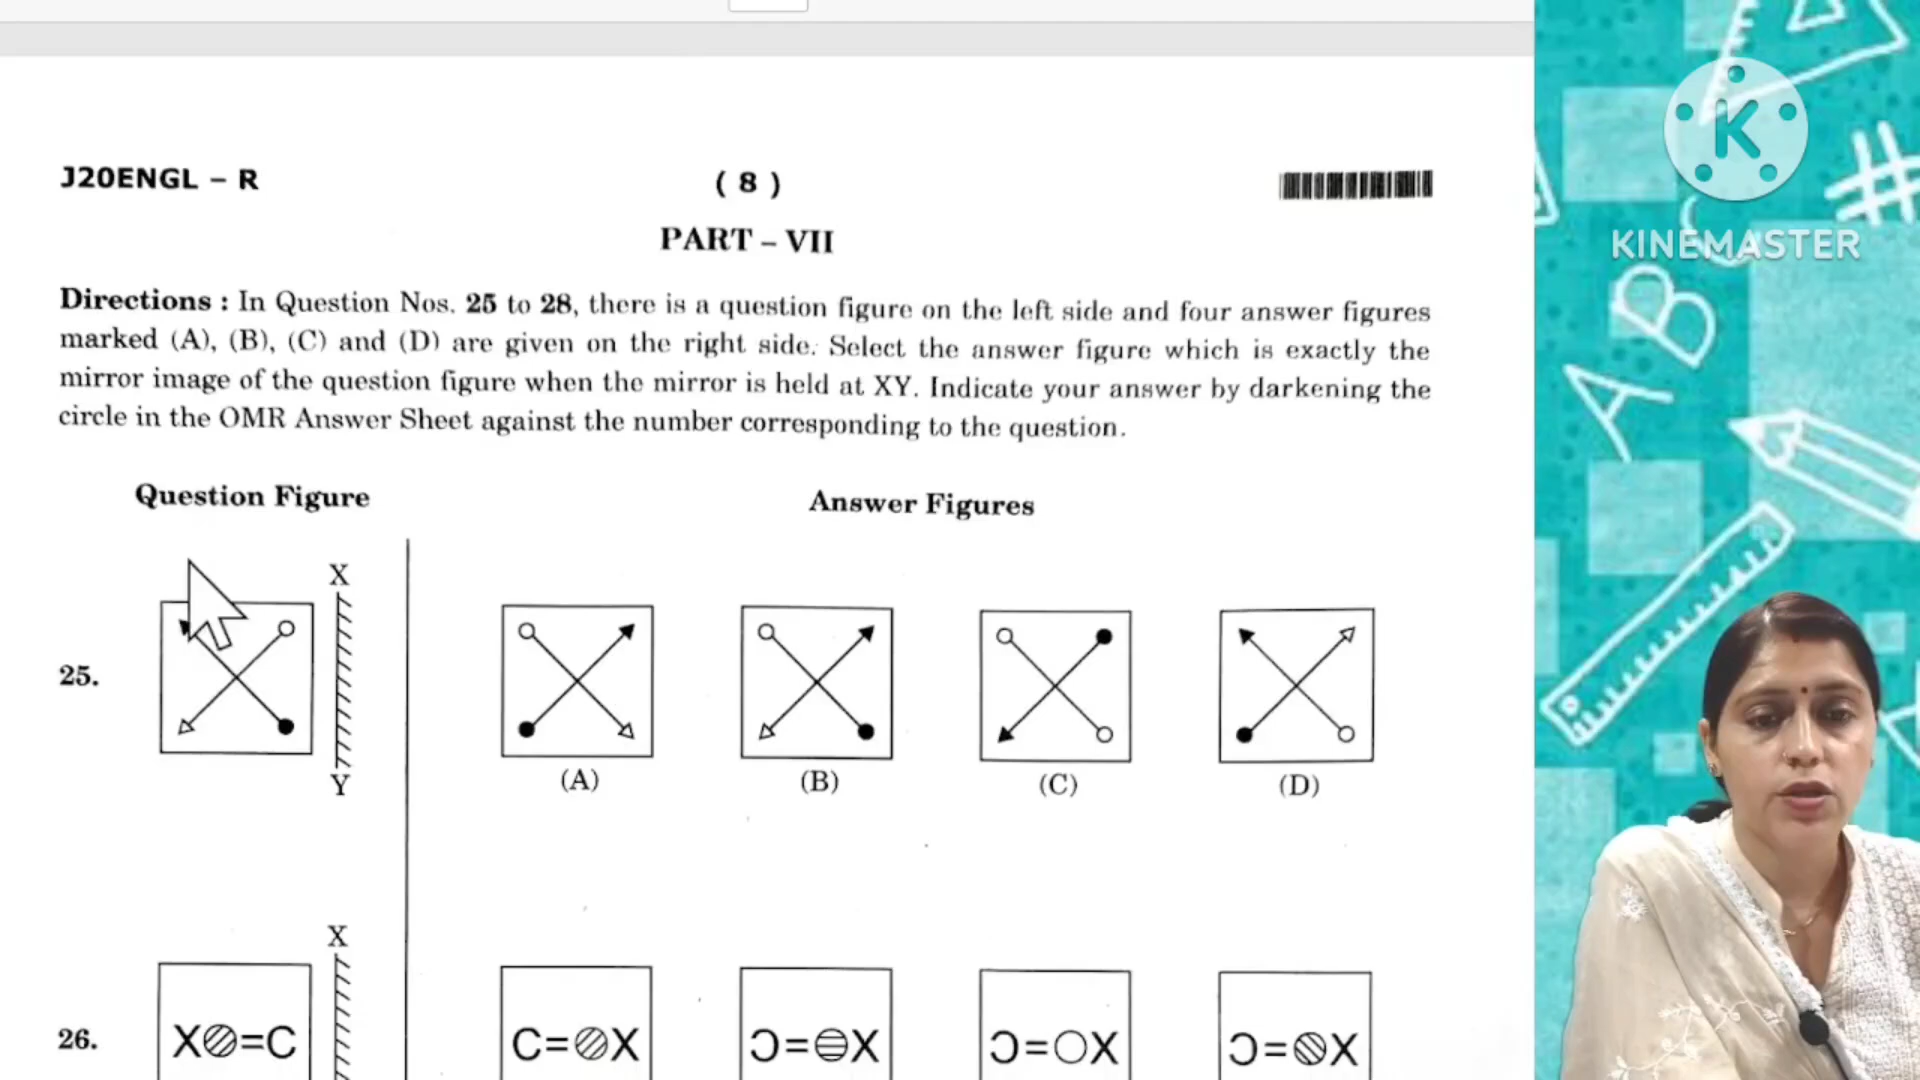 J20ENGL – R
( 8 )
PART – VII
Directions : In Question Nos. 25 to 28, there is a question figure on the left side and four answer figures
marked (A), (B), (C) and (D) are given on the right side. Select the answer figure which is exactly the
mirror image of the question figure when the mirror is held at XY. Indicate your answer by darkening the
circle in the OMR Answer Sheet against the number corresponding to the question.
Question Figure
Answer Figures
X
25.
Y
(A)
(B)
(C)
(D)
X
26.
X⊘=C
C=⊘X
Ɔ=⊖X
Ɔ=○X
Ɔ=⦸X
K
KINEMASTER
A B C
#